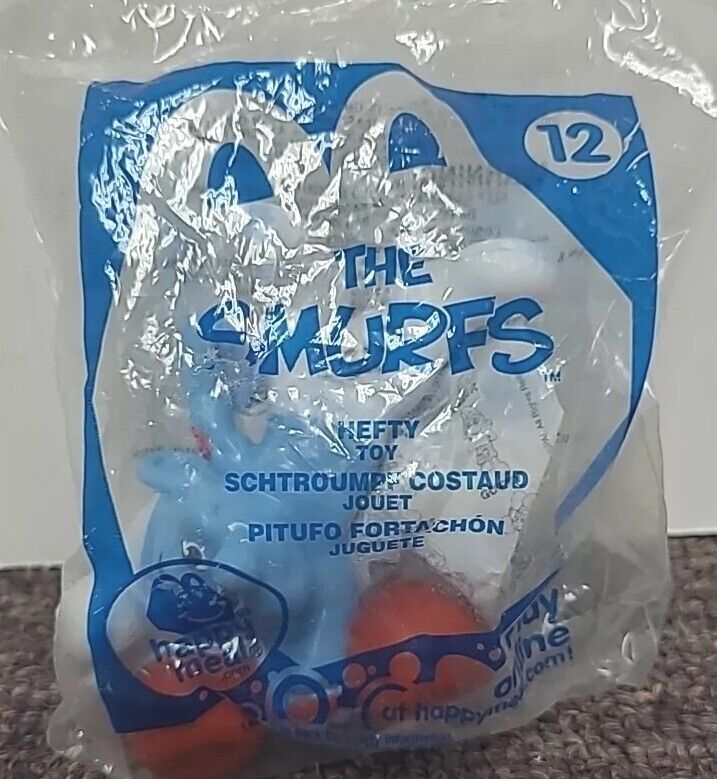 12
THE
SMURFS
TM
HEFTY
TOY
SCHTROUMPF COSTAUD
JOUET
PITUFO FORTACHÓN
JUGUETE
happy
meal
.com
play
online
at happymeal.com!